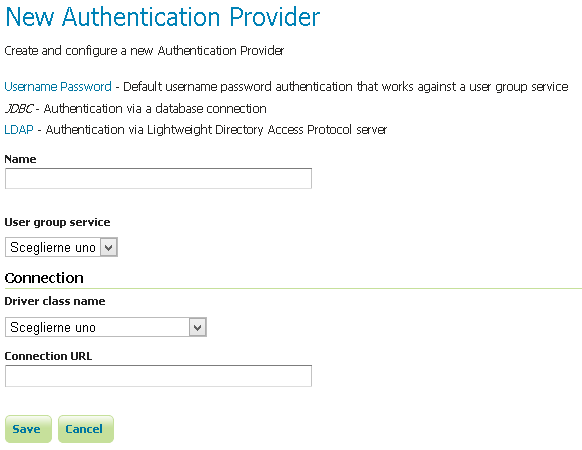 New Authentication Provider
Create and configure a new Authentication Provider
Username Password - Default username password authentication that works against a user group service
JDBC - Authentication via a database connection
LDAP - Authentication via Lightweight Directory Access Protocol server
Name
User group service
Sceglierne uno
Connection
Driver class name
Sceglierne uno
Connection URL
Save Cancel